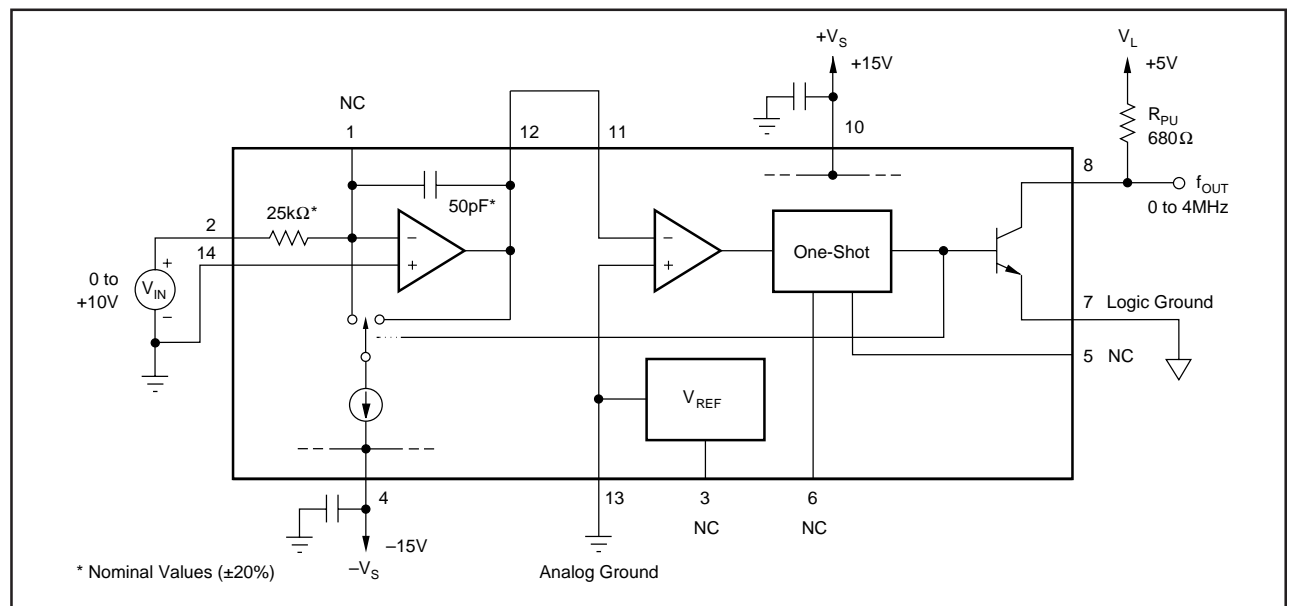 +V_S
+15V
V_L
+5V
NC
1
12
11
10
R_PU
680Ω
8
f_OUT
0 to 4MHz
50pF*
25kΩ*
2
14
−
+
−
+
One-Shot
0 to
+10V
+
V_IN
−
7 Logic Ground
5 NC
V_REF
4
13
3
6
NC
NC
−15V
−V_S
* Nominal Values (±20%)
Analog Ground